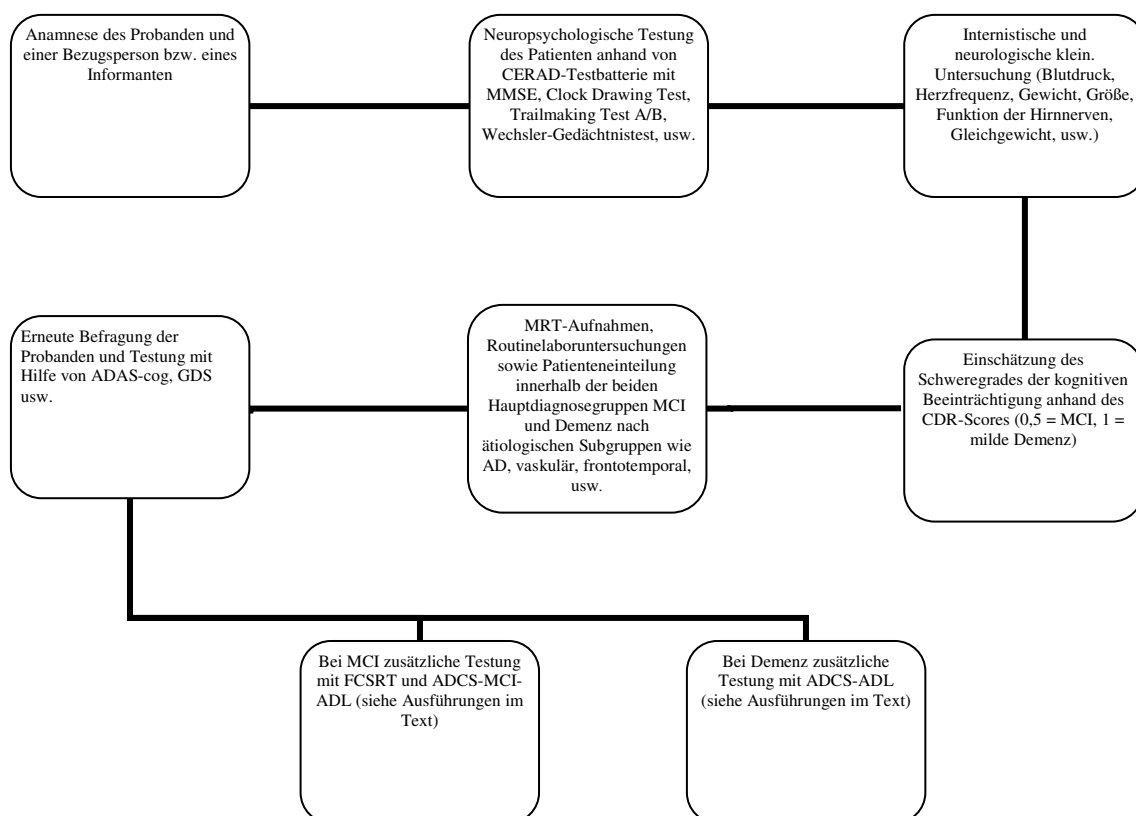 Anamnese des Probanden und
einer Bezugsperson bzw. eines
Informanten
Neuropsychologische Testung
des Patienten anhand von
CERAD-Testbatterie mit
MMSE, Clock Drawing Test,
Trailmaking Test A/B,
Wechsler-Gedächtnistest, usw.
Internistische und
neurologische klein.
Untersuchung (Blutdruck,
Herzfrequenz, Gewicht, Größe,
Funktion der Hirnnerven,
Gleichgewicht, usw.)
Einschätzung des
Schweregrades der kognitiven
Beeinträchtigung anhand des
CDR-Scores (0,5 = MCI, 1 =
milde Demenz)
MRT-Aufnahmen,
Routinelaboruntersuchungen
sowie Patienteneinteilung
innerhalb der beiden
Hauptdiagnosegruppen MCI
und Demenz nach
ätiologischen Subgruppen wie
AD, vaskulär, frontotemporal,
usw.
Erneute Befragung der
Probanden und Testung mit
Hilfe von ADAS-cog, GDS
usw.
Bei MCI zusätzliche Testung
mit FCSRT und ADCS-MCI-
ADL (siehe Ausführungen im
Text)
Bei Demenz zusätzliche
Testung mit ADCS-ADL
(siehe Ausführungen im Text)